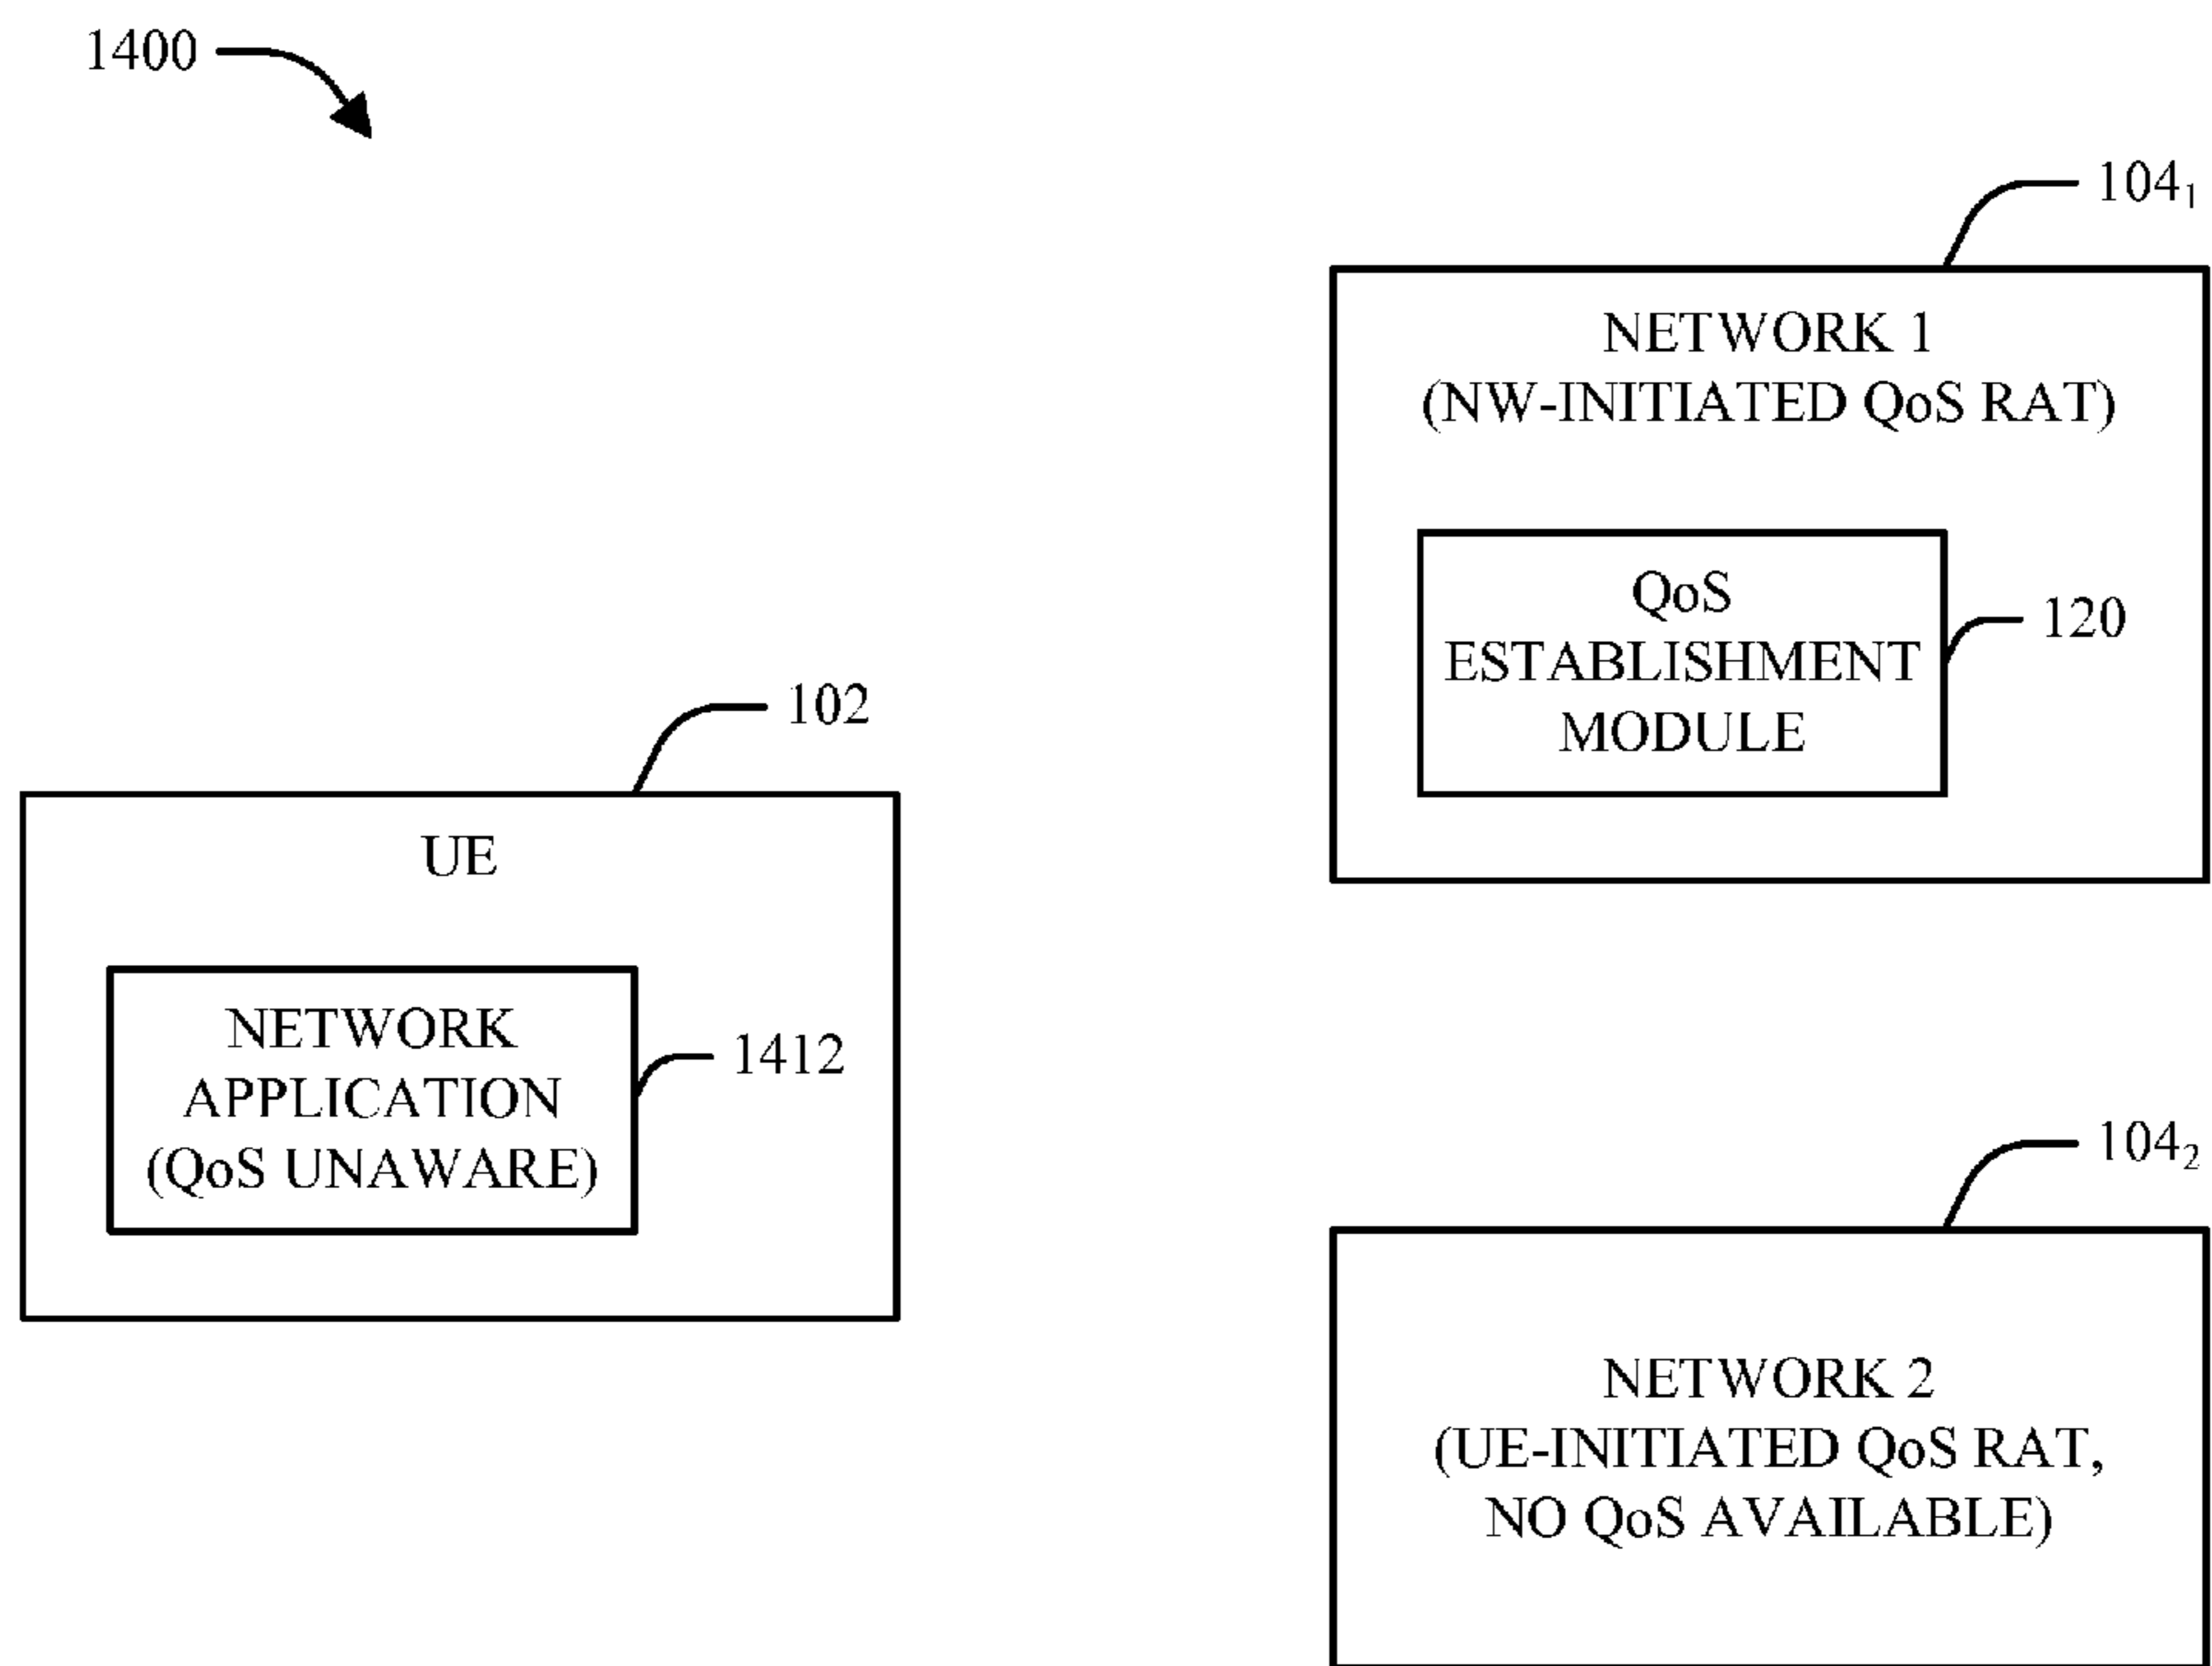 1400
104₁
NETWORK 1
(NW-INITIATED QoS RAT)
QoS
ESTABLISHMENT
MODULE
120
102
UE
NETWORK
APPLICATION
(QoS UNAWARE)
1412
104₂
NETWORK 2
(UE-INITIATED QoS RAT,
NO QoS AVAILABLE)